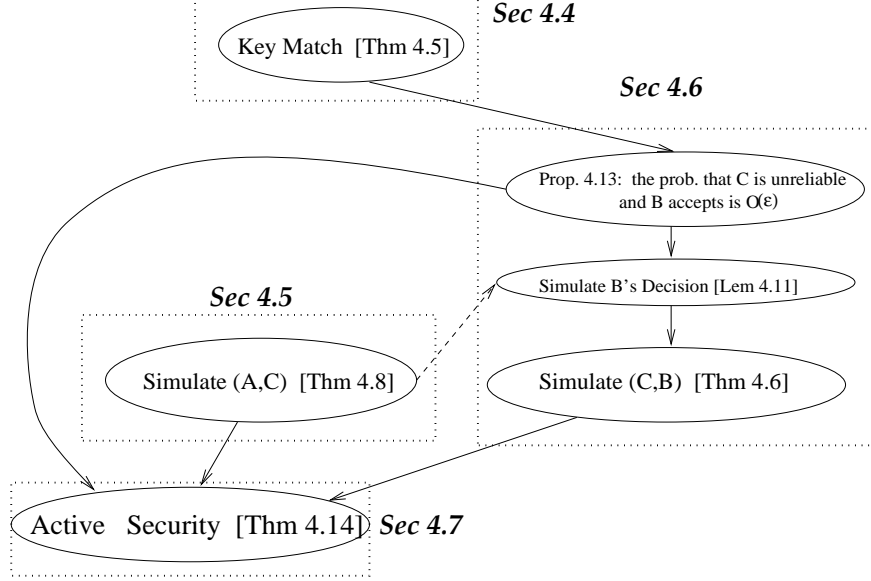 Sec 4.4
Key Match [Thm 4.5]
Sec 4.6
Prop. 4.13: the prob. that C is unreliable
and B accepts is O(ε)
Simulate B's Decision [Lem 4.11]
Sec 4.5
Simulate (A,C) [Thm 4.8]
Simulate (C,B) [Thm 4.6]
Active Security [Thm 4.14]
Sec 4.7